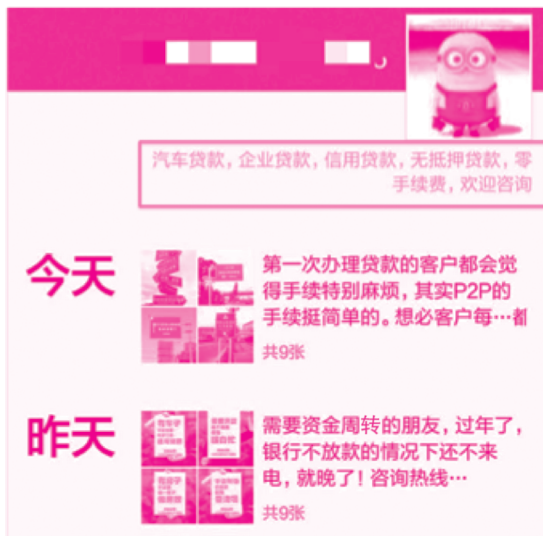 汽车贷款，企业贷款，信用贷款，无抵押贷款，零
手续费，欢迎咨询
今天
第一次办理贷款的客户都会觉
得手续特别麻烦，其实P2P的
手续挺简单的。想必客户每…都
共9张
昨天
需要资金周转的朋友，过年了，
银行不放款的情况下还不来
电，就晚了！咨询热线…
共9张